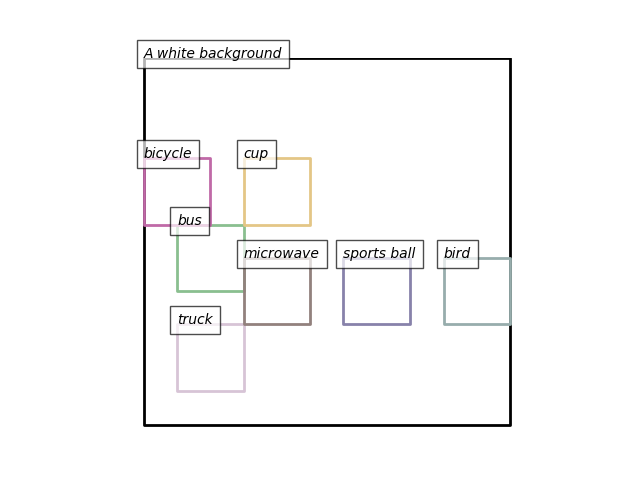 A white background
bicycle
cup
bus
microwave
sports ball
bird
truck